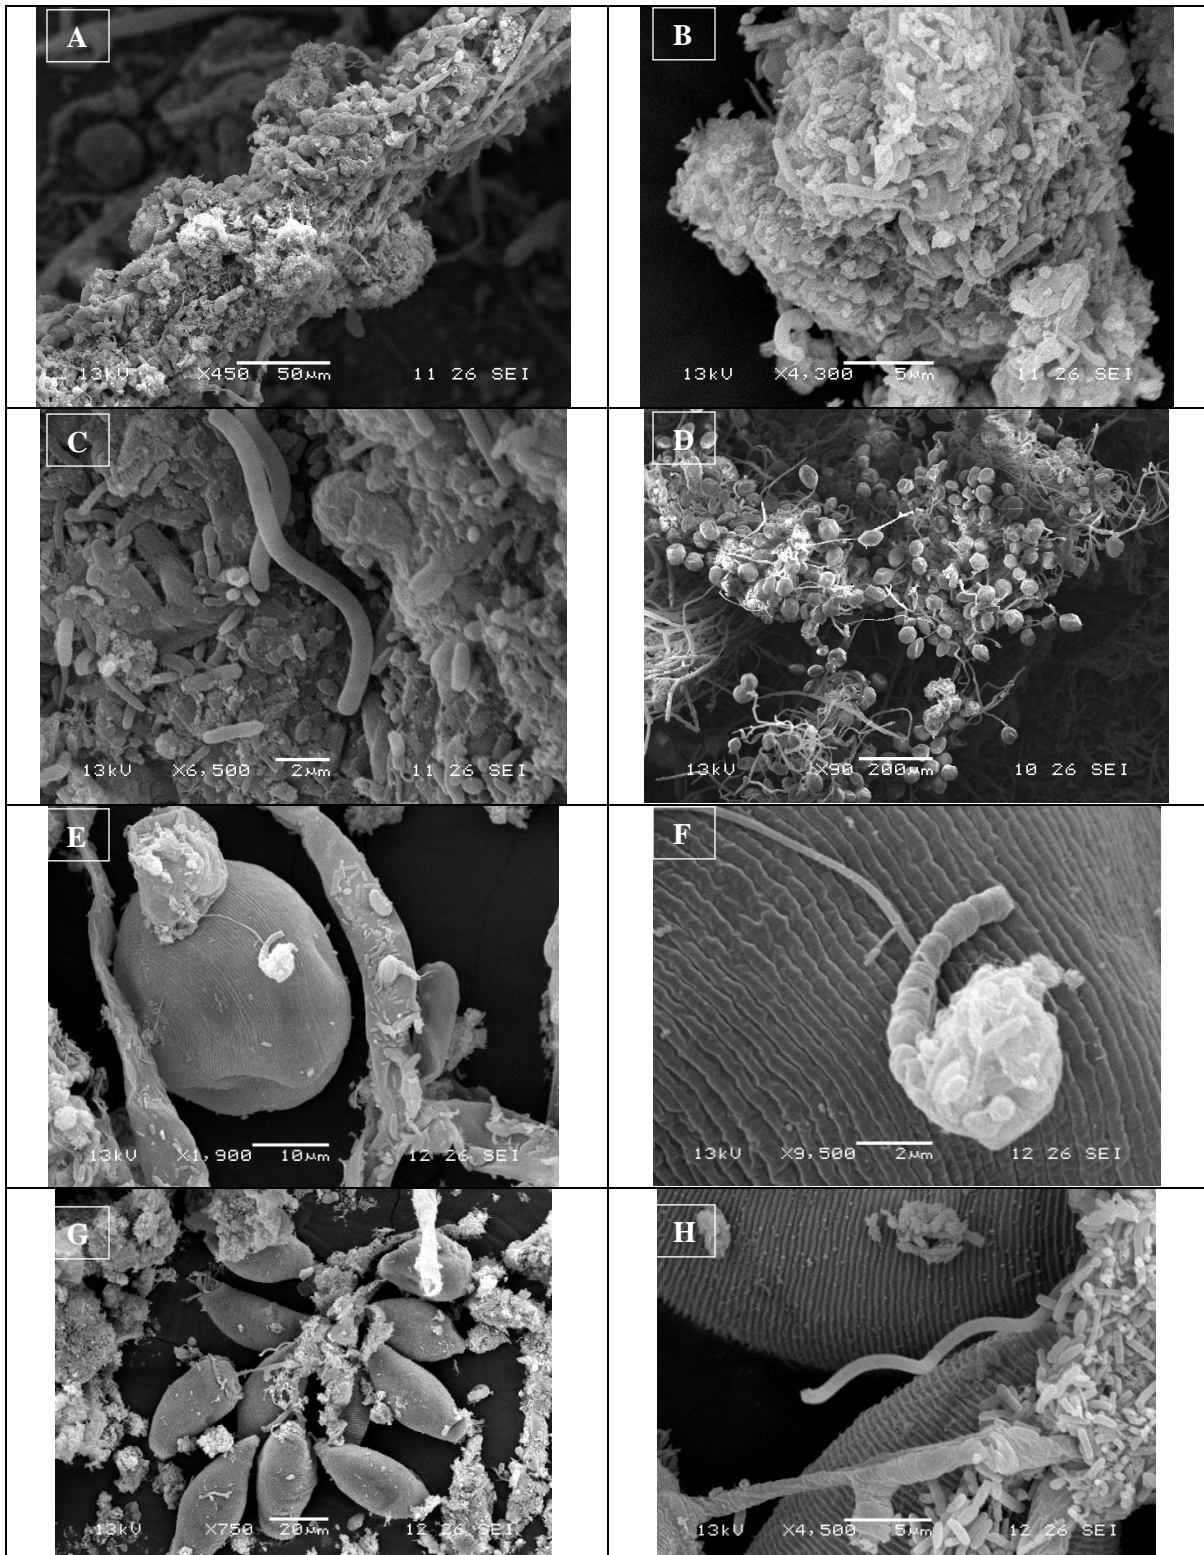 A
13kV X450 50μm 11 26 SEI
B
13kV X4,300 5μm 11 26 SEI
C
13kV X6,500 2μm 11 26 SEI
D
13kV X90 200μm 10 26 SEI
E
13kV X1,900 10μm 12 26 SEI
F
13kV X9,500 2μm 12 26 SEI
G
13kV X750 20μm 12 26 SEI
H
13kV X4,500 5μm 12 26 SEI